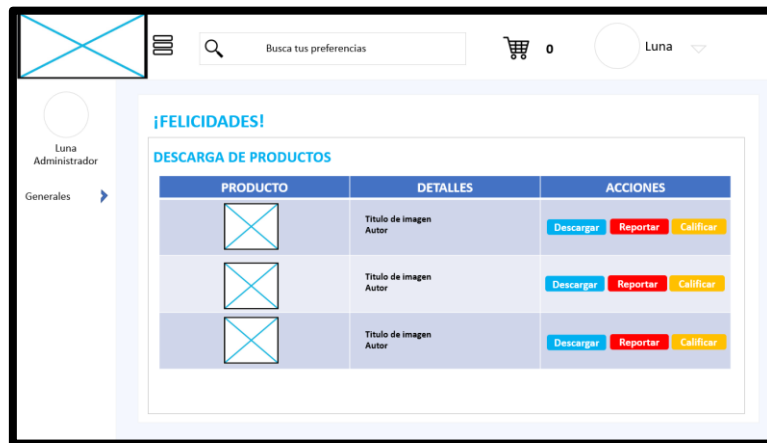 Busca tus preferencias
0
Luna
Luna
Administrador
Generales
¡FELICIDADES!
DESCARGA DE PRODUCTOS
PRODUCTO DETALLES ACCIONES
Titulo de imagen
Autor
Descargar Reportar Calificar
Titulo de imagen
Autor
Descargar Reportar Calificar
Titulo de imagen
Autor
Descargar Reportar Calificar